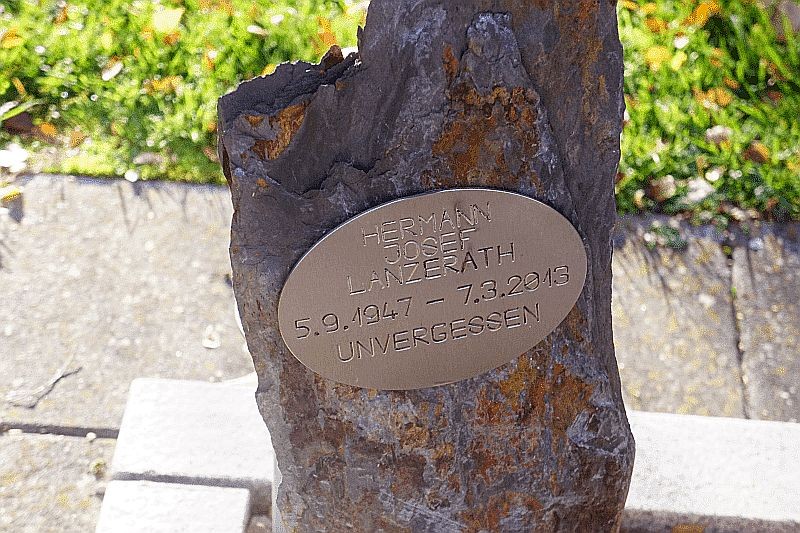 HERMANN
JOSEF
LANZERATH
5.9.1947 - 7.3.2013
UNVERGESSEN